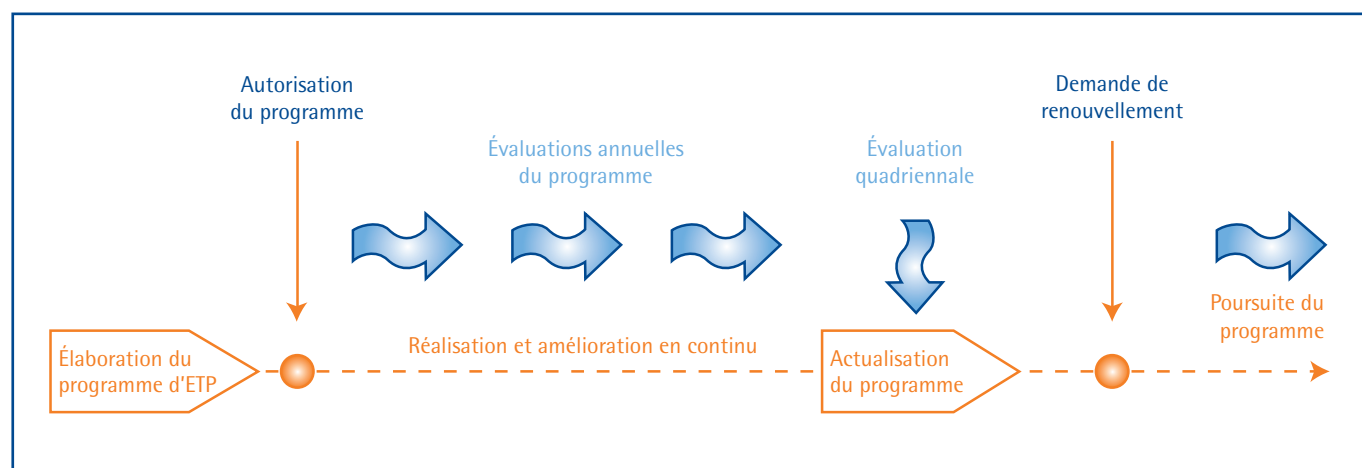 Autorisation
du programme
Demande de
renouvellement
Évaluations annuelles
du programme
Évaluation
quadriennale
Poursuite du
programme
Élaboration du
programme d'ETP
Réalisation et amélioration en continu
Actualisation
du programme